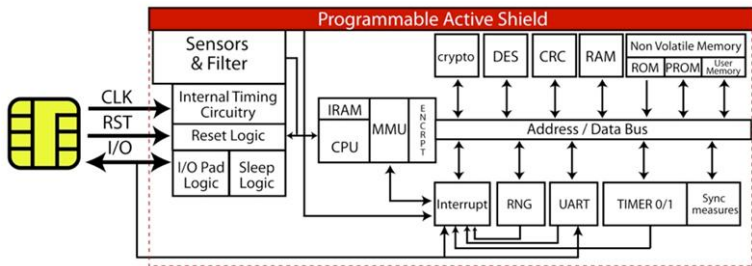 Programmable Active Shield
Sensors
& Filter
crypto
DES
CRC
RAM
Non Volatile Memory
ROM
PROM
User
Memory
CLK
RST
I/O
Internal Timing
Circuitry
Reset Logic
I/O Pad
Logic
Sleep
Logic
IRAM
CPU
MMU
ENCRPT
Address / Data Bus
Interrupt
RNG
UART
TIMER 0/1
Sync
measures